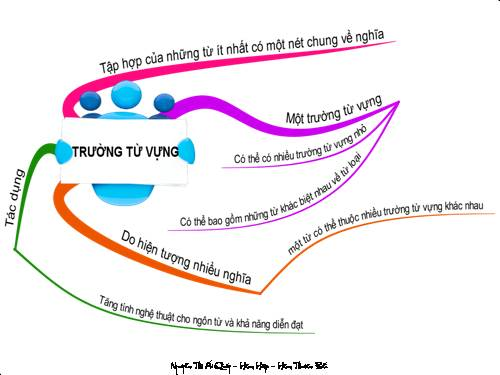 Tập hợp của những từ ít nhất có một nét chung về nghĩa
TRƯỜNG TỪ VỰNG
Một trường từ vựng
Có thể có nhiều trường từ vựng nhỏ
Có thể bao gồm những từ khác biệt nhau về từ loại
Do hiện tượng nhiều nghĩa
một từ có thể thuộc nhiều trường từ vựng khác nhau
Tác dụng
Tăng tính nghệ thuật cho ngôn từ và khả năng diễn đạt